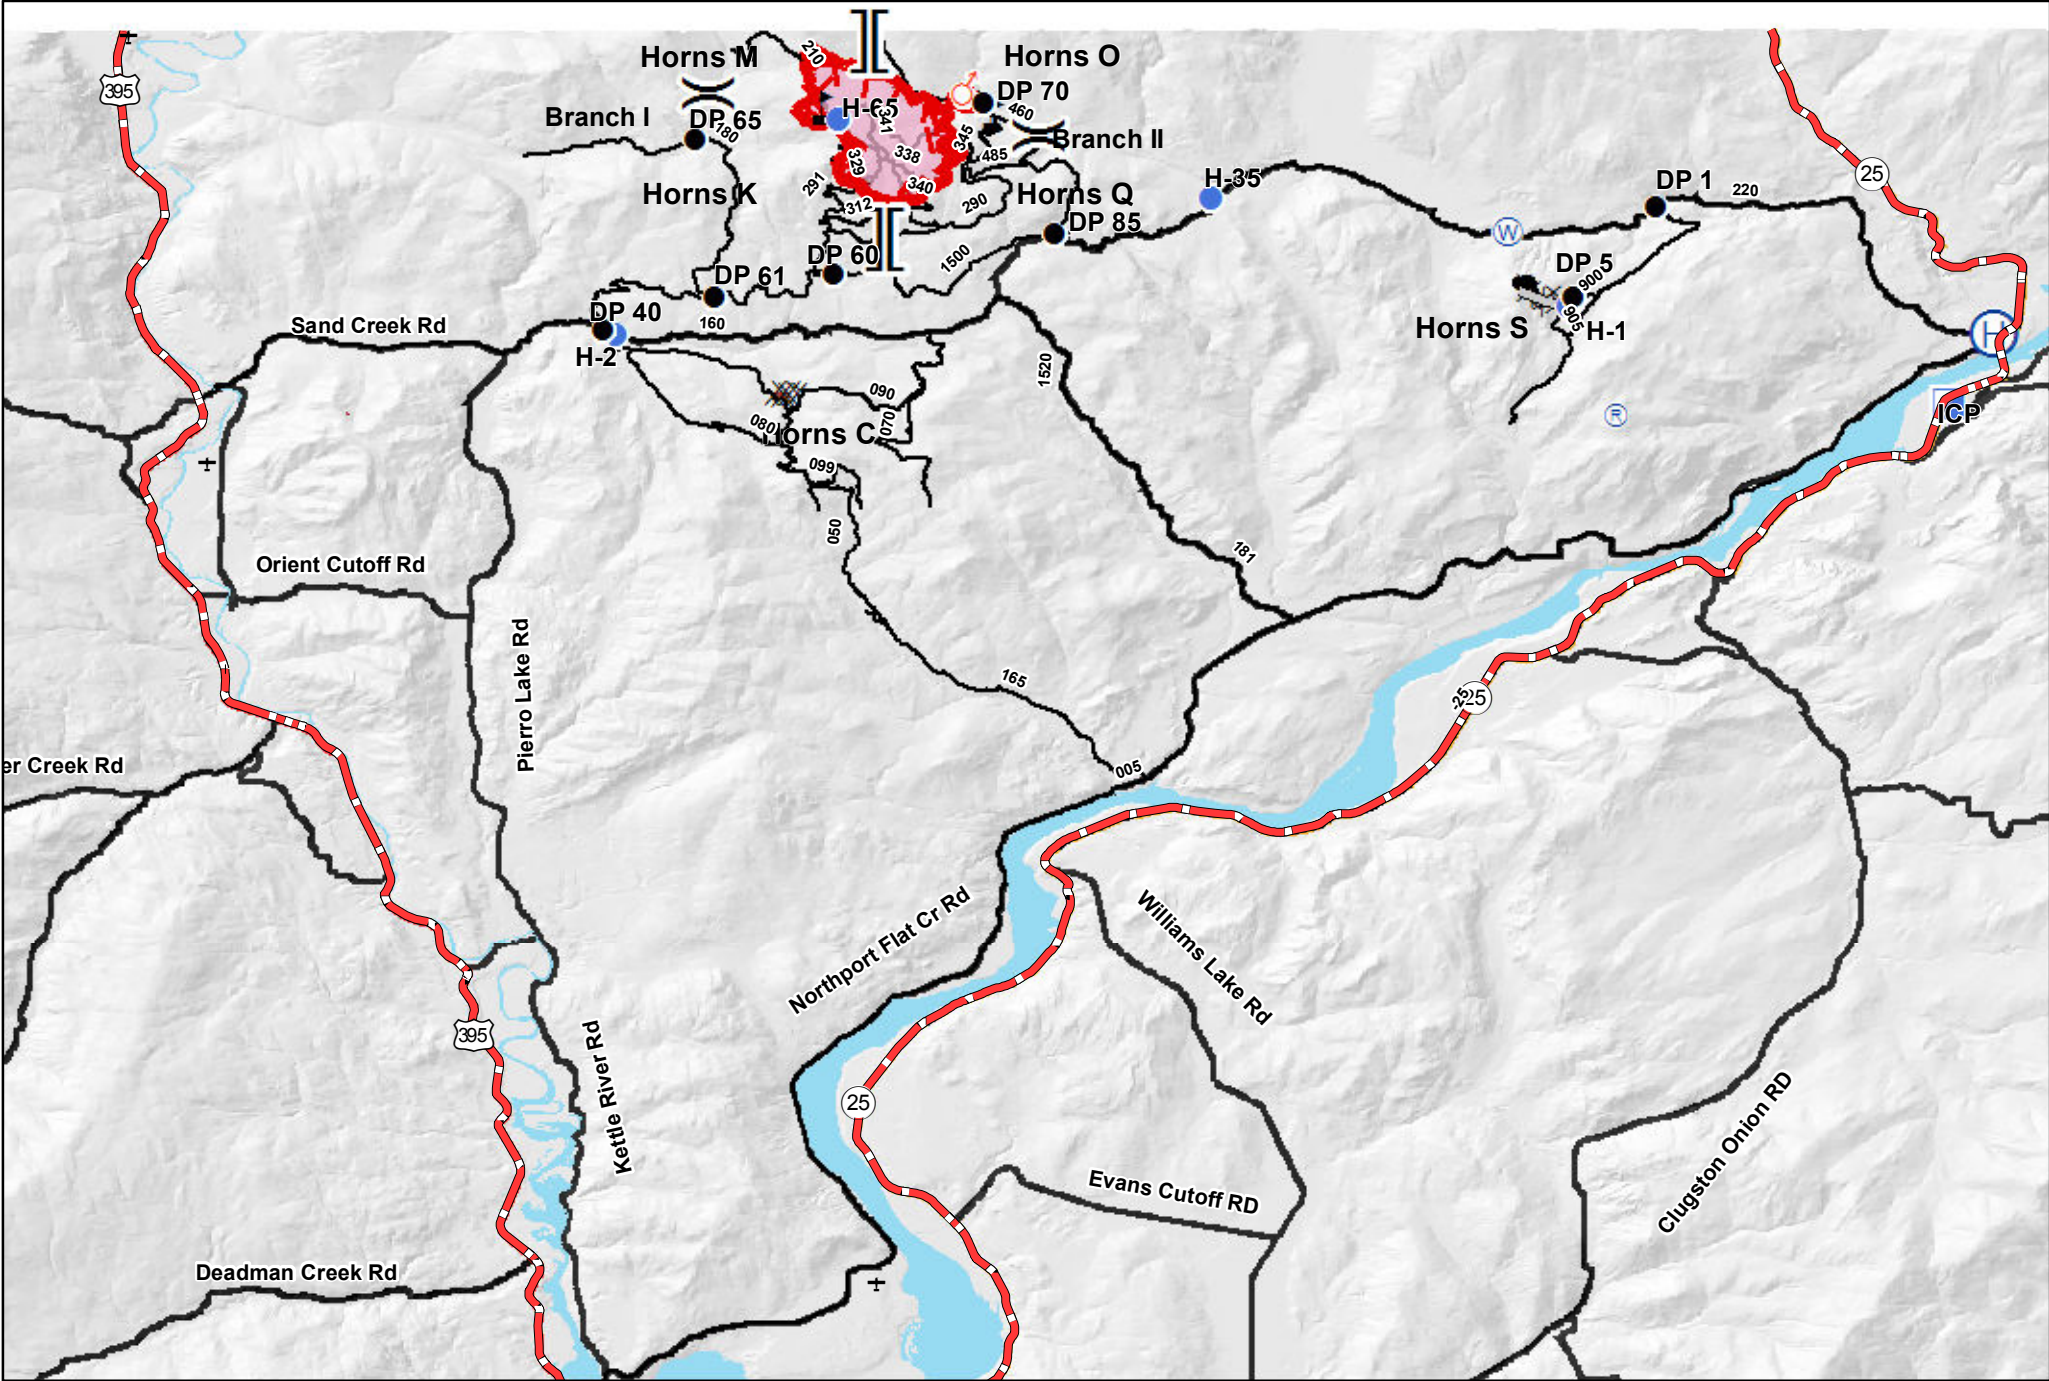 Horns M
210
Horns O
395
H-65
341
DP 70
460
Branch I
DP 65
180
345
Branch II
338
485
329
291
340
25
H-35
DP 1
220
Horns K
312
290
Horns Q
DP 85
W
DP 60
1500
DP 5
900
DP 61
905
DP 40
160
Sand Creek Rd
Horns S
H-1
H
H-2
1520
090
080
070
Horns C
R
ICP
099
050
181
Orient Cutoff Rd
Pierro Lake Rd
165
-25
25
er Creek Rd
005
Northport Flat Cr Rd
Williams Lake Rd
395
Kettle River Rd
25
Clugston Onion RD
Evans Cutoff RD
Deadman Creek Rd